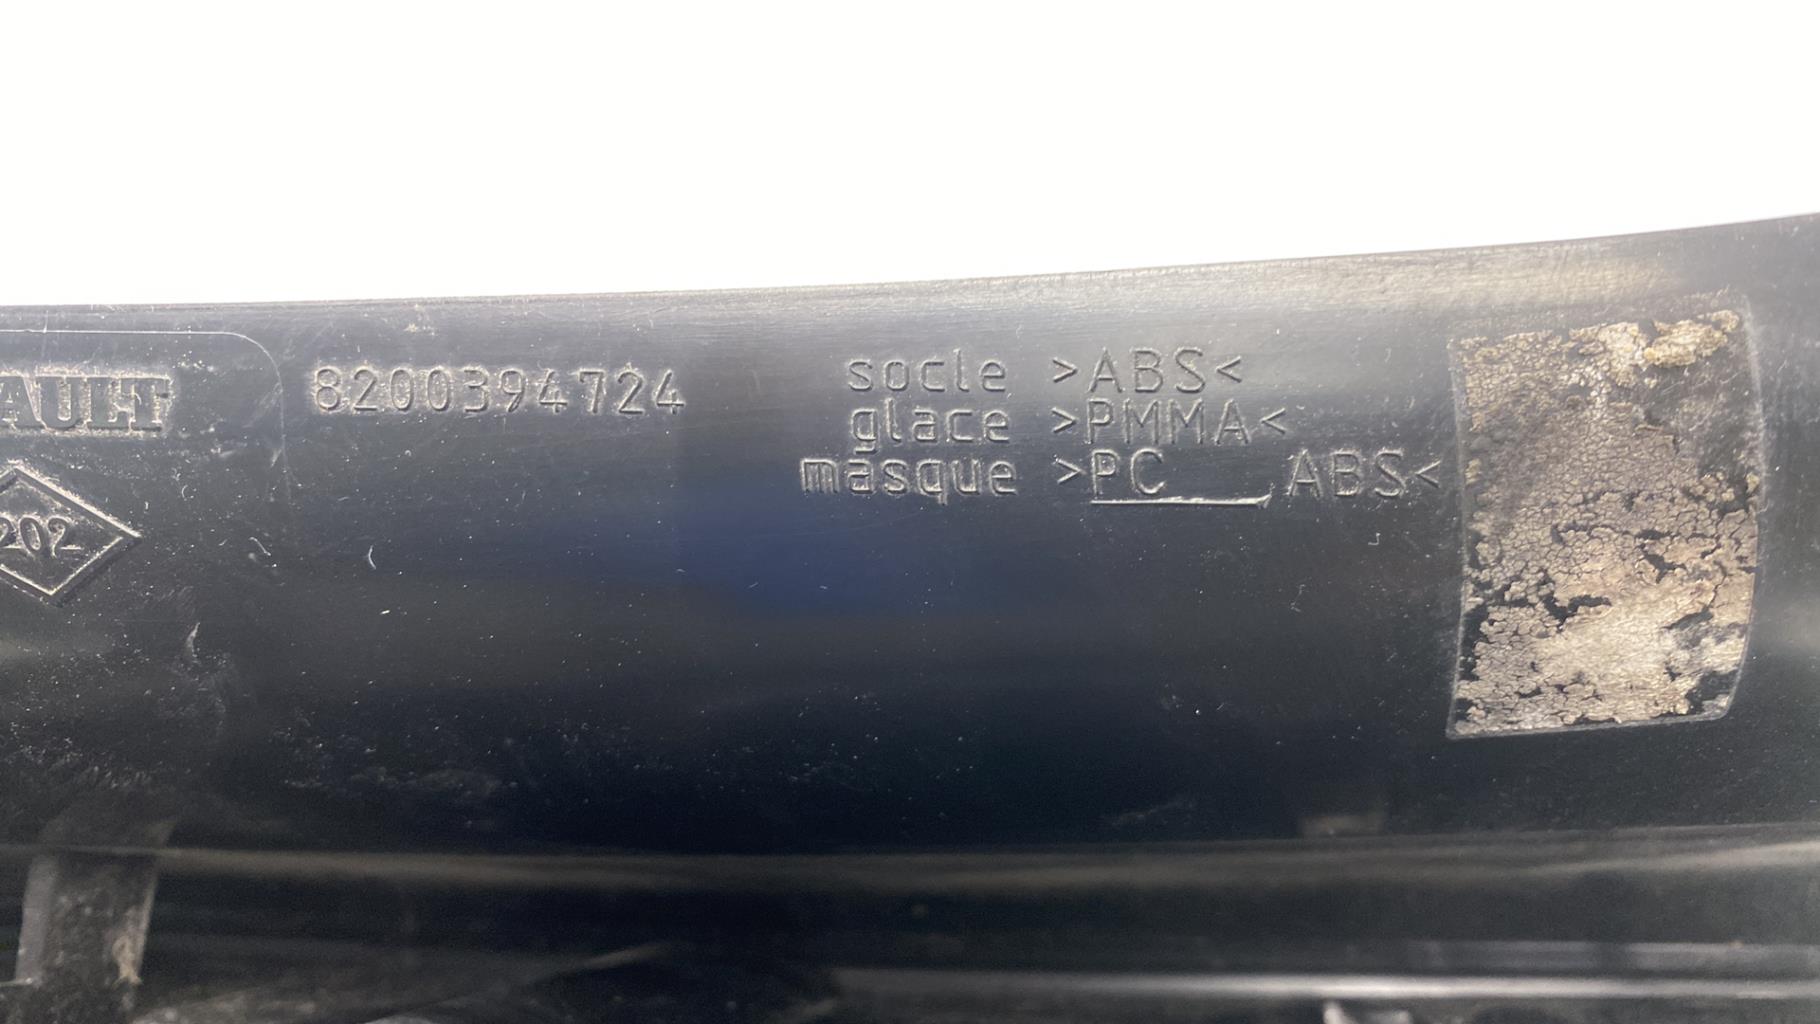 AULT
202
8200394724
socle >ABS<
glace >PMMA<
masque >PC ABS<